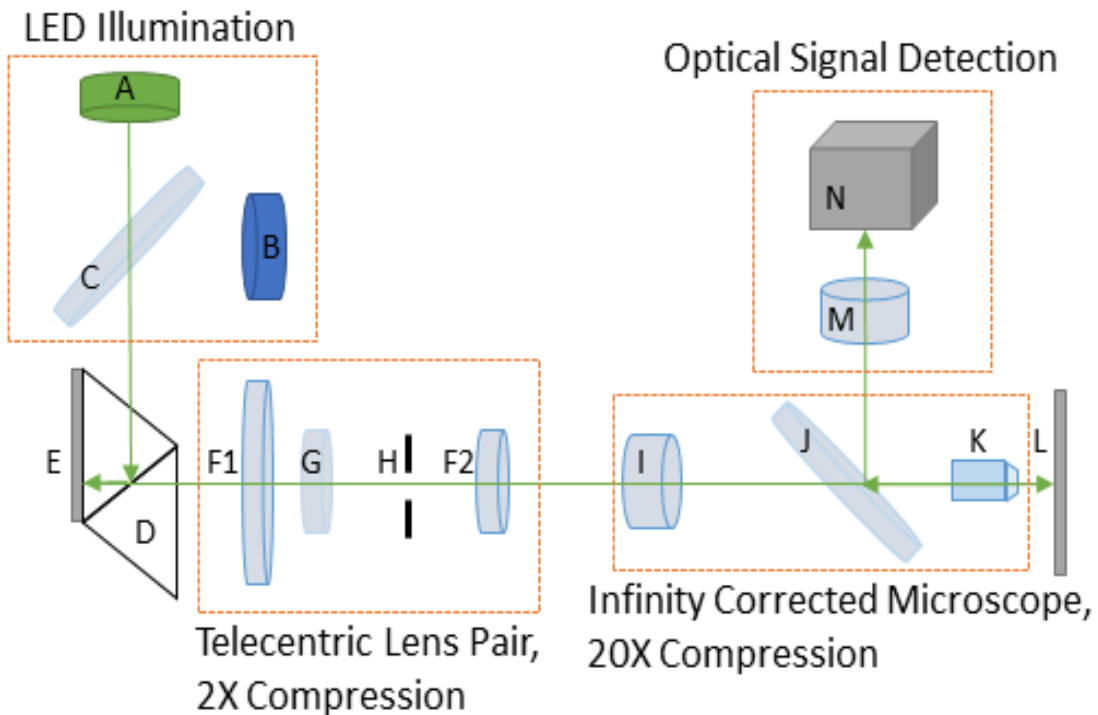 LED Illumination
A
B
C
Optical Signal Detection
N
M
E
D
F1
G
H
F2
I
J
K
L
Telecentric Lens Pair,
2X Compression
Infinity Corrected Microscope,
20X Compression